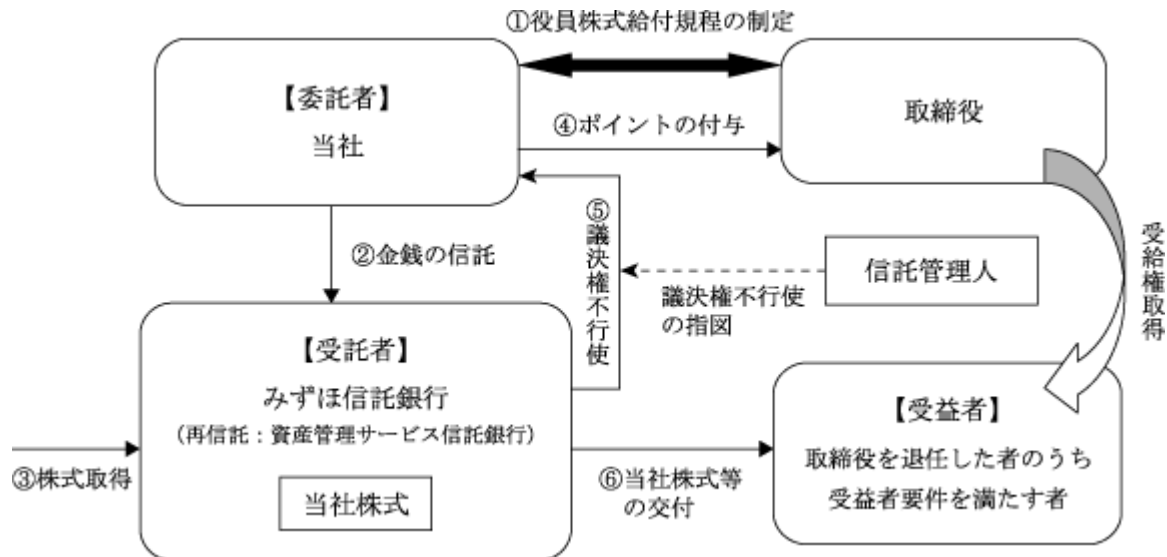 ①役員株式給付規程の制定
【委託者】
当社
取締役
④ポイントの付与
②金銭の信託
⑤議決権不行使
議決権不行使
の指図
信託管理人
受給権取得
【受託者】
みずほ信託銀行
(再信託：資産管理サービス信託銀行)
当社株式
③株式取得
⑥当社株式等
の交付
【受益者】
取締役を退任した者のうち
受益者要件を満たす者